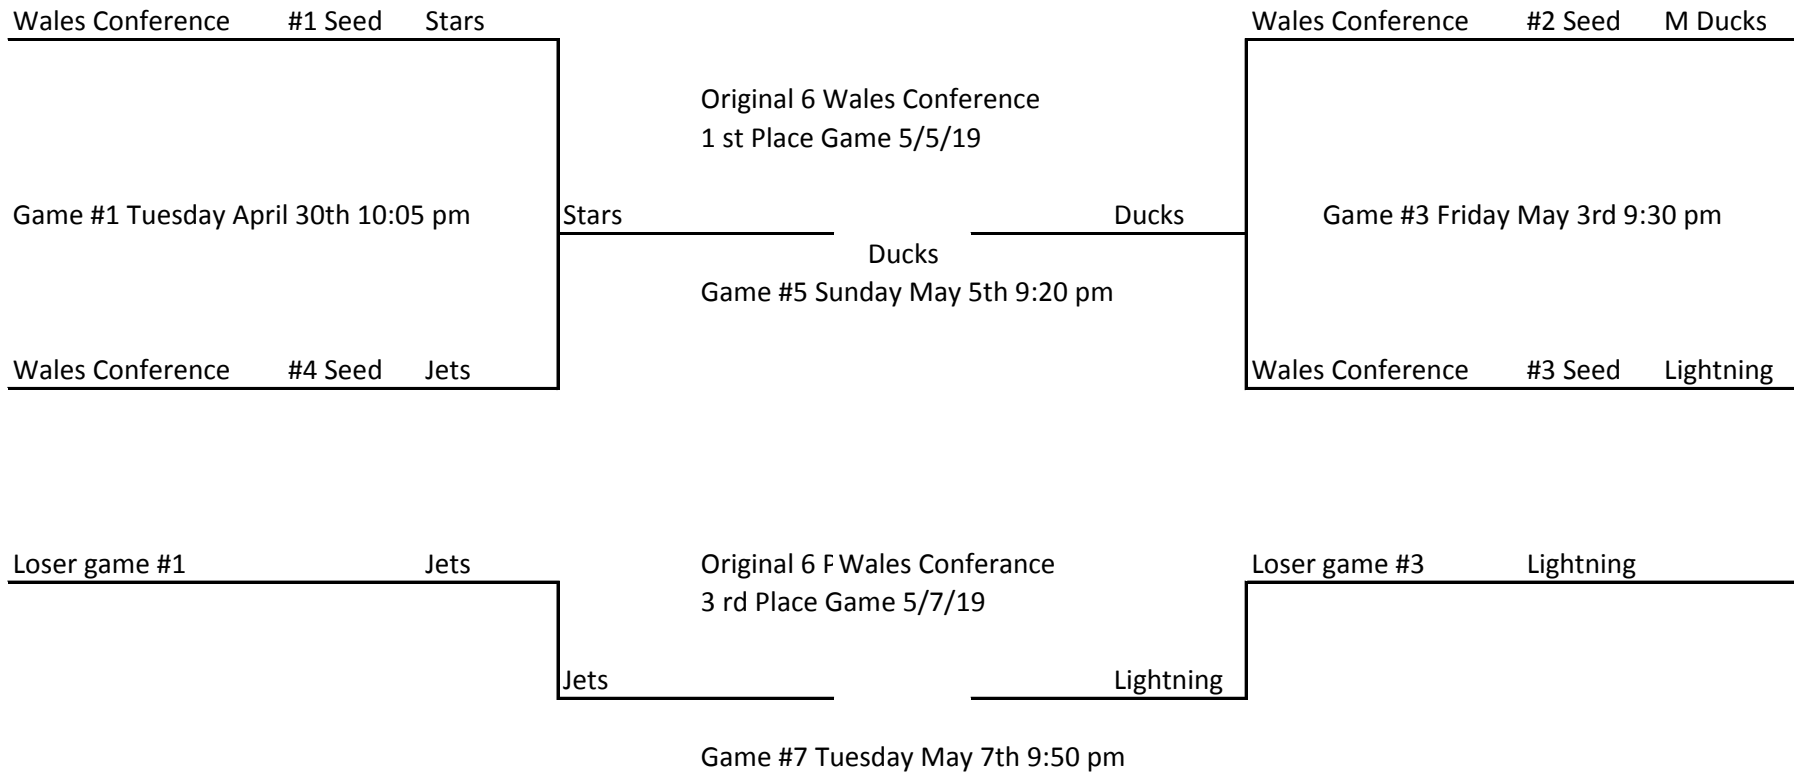 Wales Conference #1 Seed Stars Wales Conference #2 Seed M Ducks
Original 6 Wales Conference
1 st Place Game 5/5/19
Game #1 Tuesday April 30th 10:05 pm Stars Ducks Game #3 Friday May 3rd 9:30 pm
Ducks
Game #5 Sunday May 5th 9:20 pm
Wales Conference #4 Seed Jets Wales Conference #3 Seed Lightning
Loser game #1 Jets Original 6 F Wales Conferance Loser game #3 Lightning
3 rd Place Game 5/7/19
Jets Lightning
Game #7 Tuesday May 7th 9:50 pm